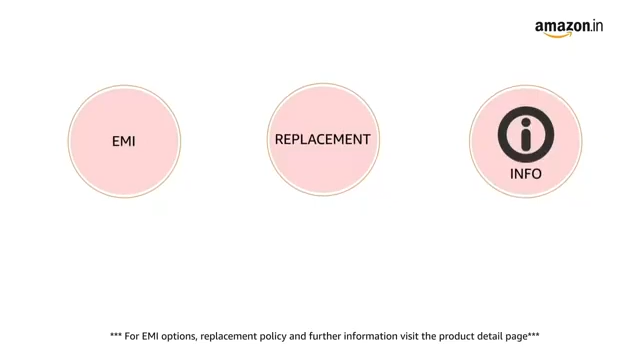 amazon.in
EMI
REPLACEMENT
INFO
*** For EMI options, replacement policy and further information visit the product detail page***